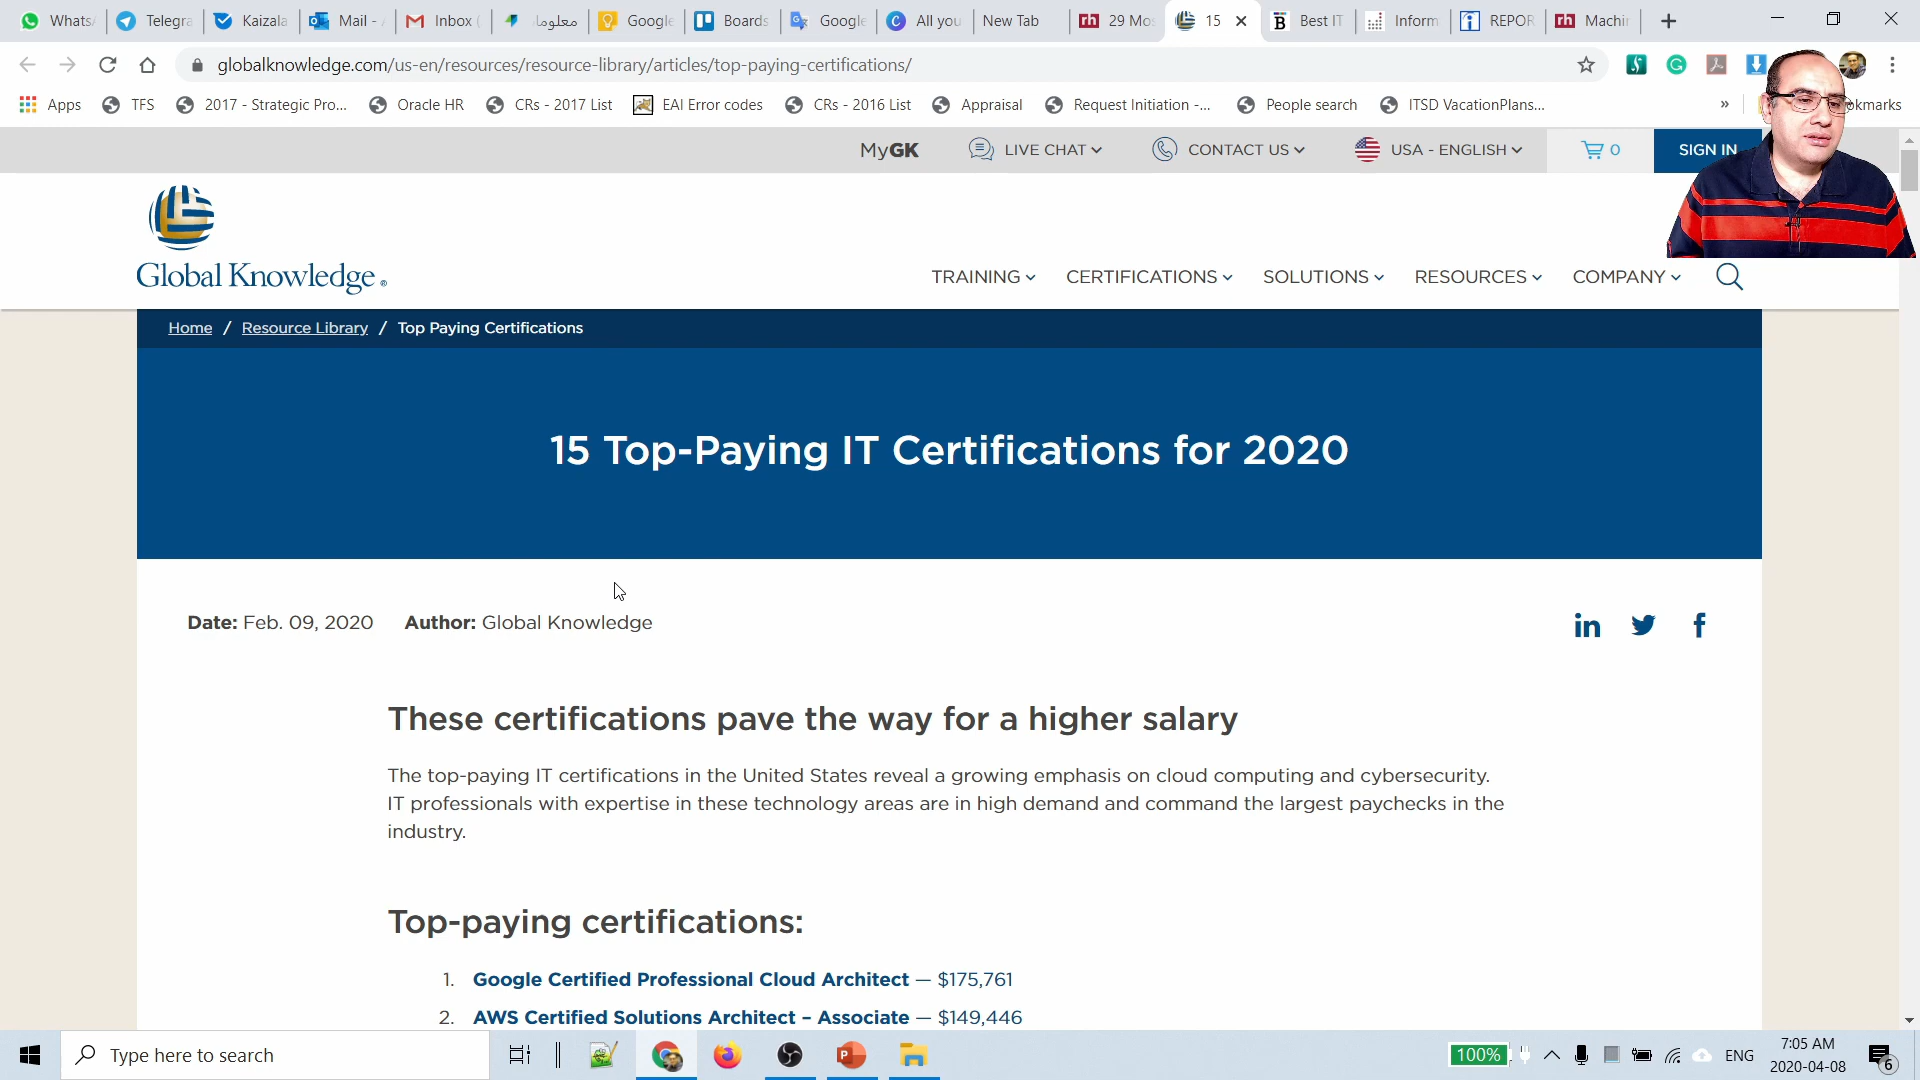 WhatsA
Telegra
Kaizala
Mail -
Inbox (
معلومات
Google
Boards
Google
All you
New Tab
29 Mos
15
Best IT
Inform
REPOR
Machin
globalknowledge.com/us-en/resources/resource-library/articles/top-paying-certifications/
Apps
TFS
2017 - Strategic Pro...
Oracle HR
CRs - 2017 List
EAI Error codes
CRs - 2016 List
Appraisal
Request Initiation -...
People search
ITSD VacationPlans...
»
okmarks
MyGK
LIVE CHAT
CONTACT US
USA - ENGLISH
0
SIGN IN
Global Knowledge®
TRAINING
CERTIFICATIONS
SOLUTIONS
RESOURCES
COMPANY
Home / Resource Library / Top Paying Certifications
15 Top-Paying IT Certifications for 2020
Date: Feb. 09, 2020 Author: Global Knowledge
in
f
These certifications pave the way for a higher salary
The top-paying IT certifications in the United States reveal a growing emphasis on cloud computing and cybersecurity.
IT professionals with expertise in these technology areas are in high demand and command the largest paychecks in the
industry.
Top-paying certifications:
1. Google Certified Professional Cloud Architect — $175,761
2. AWS Certified Solutions Architect – Associate — $149,446
Type here to search
100%
ENG
7:05 AM
2020-04-08
6